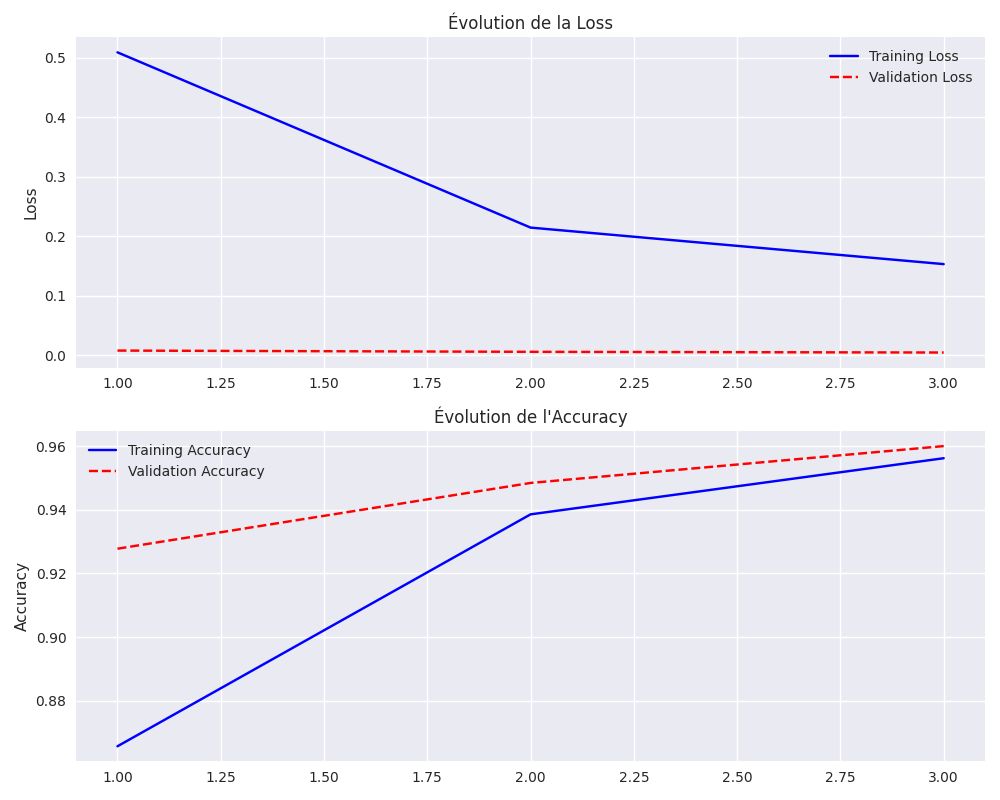 Évolution de la Loss
Training Loss
Validation Loss
Loss
0.5
0.4
0.3
0.2
0.1
0.0
1.00 1.25 1.50 1.75 2.00 2.25 2.50 2.75 3.00
Évolution de l'Accuracy
Training Accuracy
Validation Accuracy
Accuracy
0.96
0.94
0.92
0.90
0.88
1.00 1.25 1.50 1.75 2.00 2.25 2.50 2.75 3.00